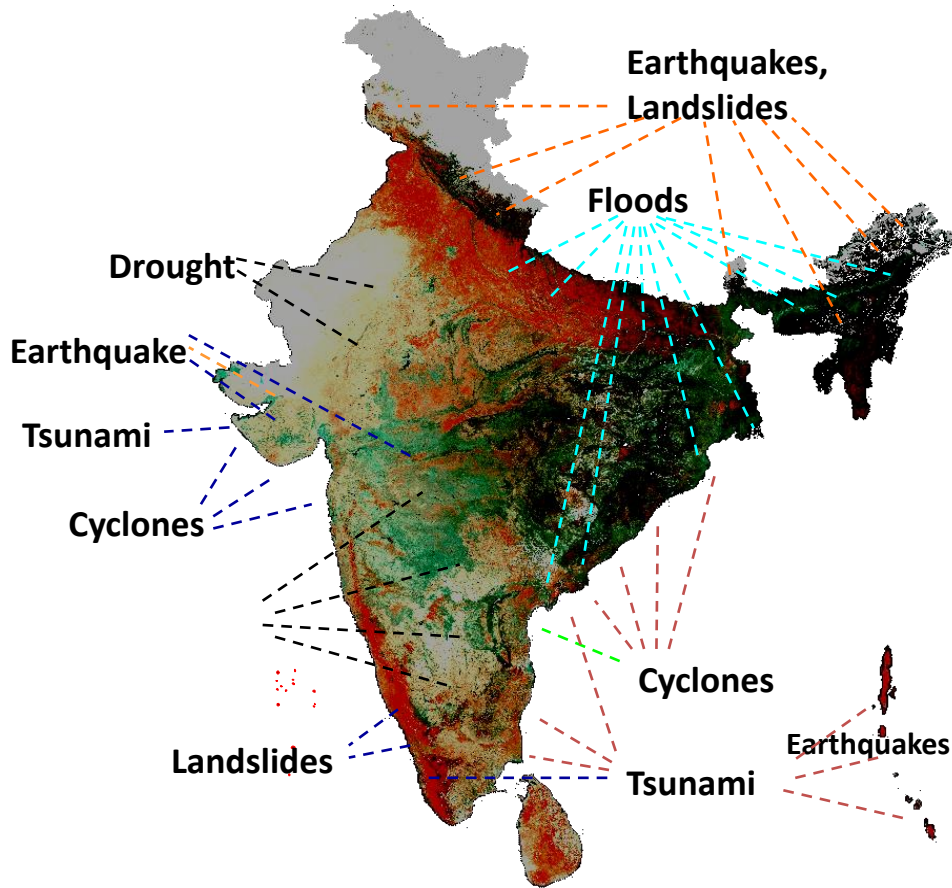 Earthquakes,
Landslides
Floods
Drought
Earthquake
Tsunami
Cyclones
Cyclones
Earthquakes
Landslides
Tsunami